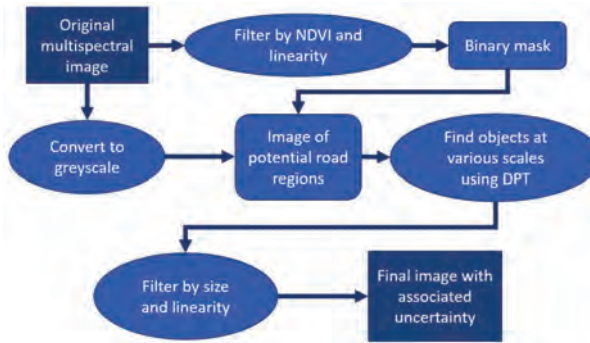 Original
multispectral
image
Filter by NDVI and
linearity
Binary mask
Convert to
greyscale
Image of
potential road
regions
Find objects at
various scales
using DPT
Filter by size
and linearity
Final image with
associated
uncertainty